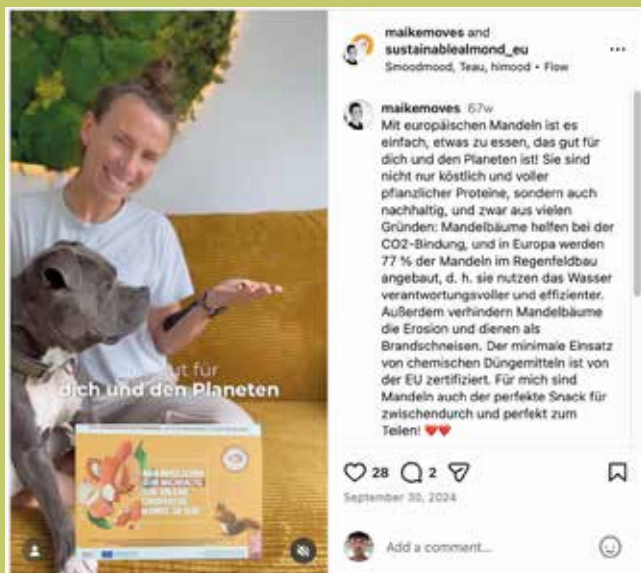 maikemoves and
sustainablealmond_eu
Smoodmood, Teau, himood • Flow
maikemoves 67w
Mit europäischen Mandeln ist es
einfach, etwas zu essen, das gut für
dich und den Planeten ist! Sie sind
nicht nur köstlich und voller
pflanzlicher Proteine, sondern auch
nachhaltig, und zwar aus vielen
Gründen: Mandelbäume helfen bei der
CO2-Bindung, und in Europa werden
77 % der Mandeln im Regenfeldbau
angebaut, d. h. sie nutzen das Wasser
verantwortungsvoller und effizienter.
Außerdem verhindern Mandelbäume
die Erosion und dienen als
Brandschneisen. Der minimale Einsatz
von chemischen Düngemitteln ist von
der EU zertifiziert. Für mich sind
Mandeln auch der perfekte Snack für
zwischendurch und perfekt zum
Teilen! ❤️❤️
gut für
dich und den Planeten
28 2
September 30, 2024
Add a comment...